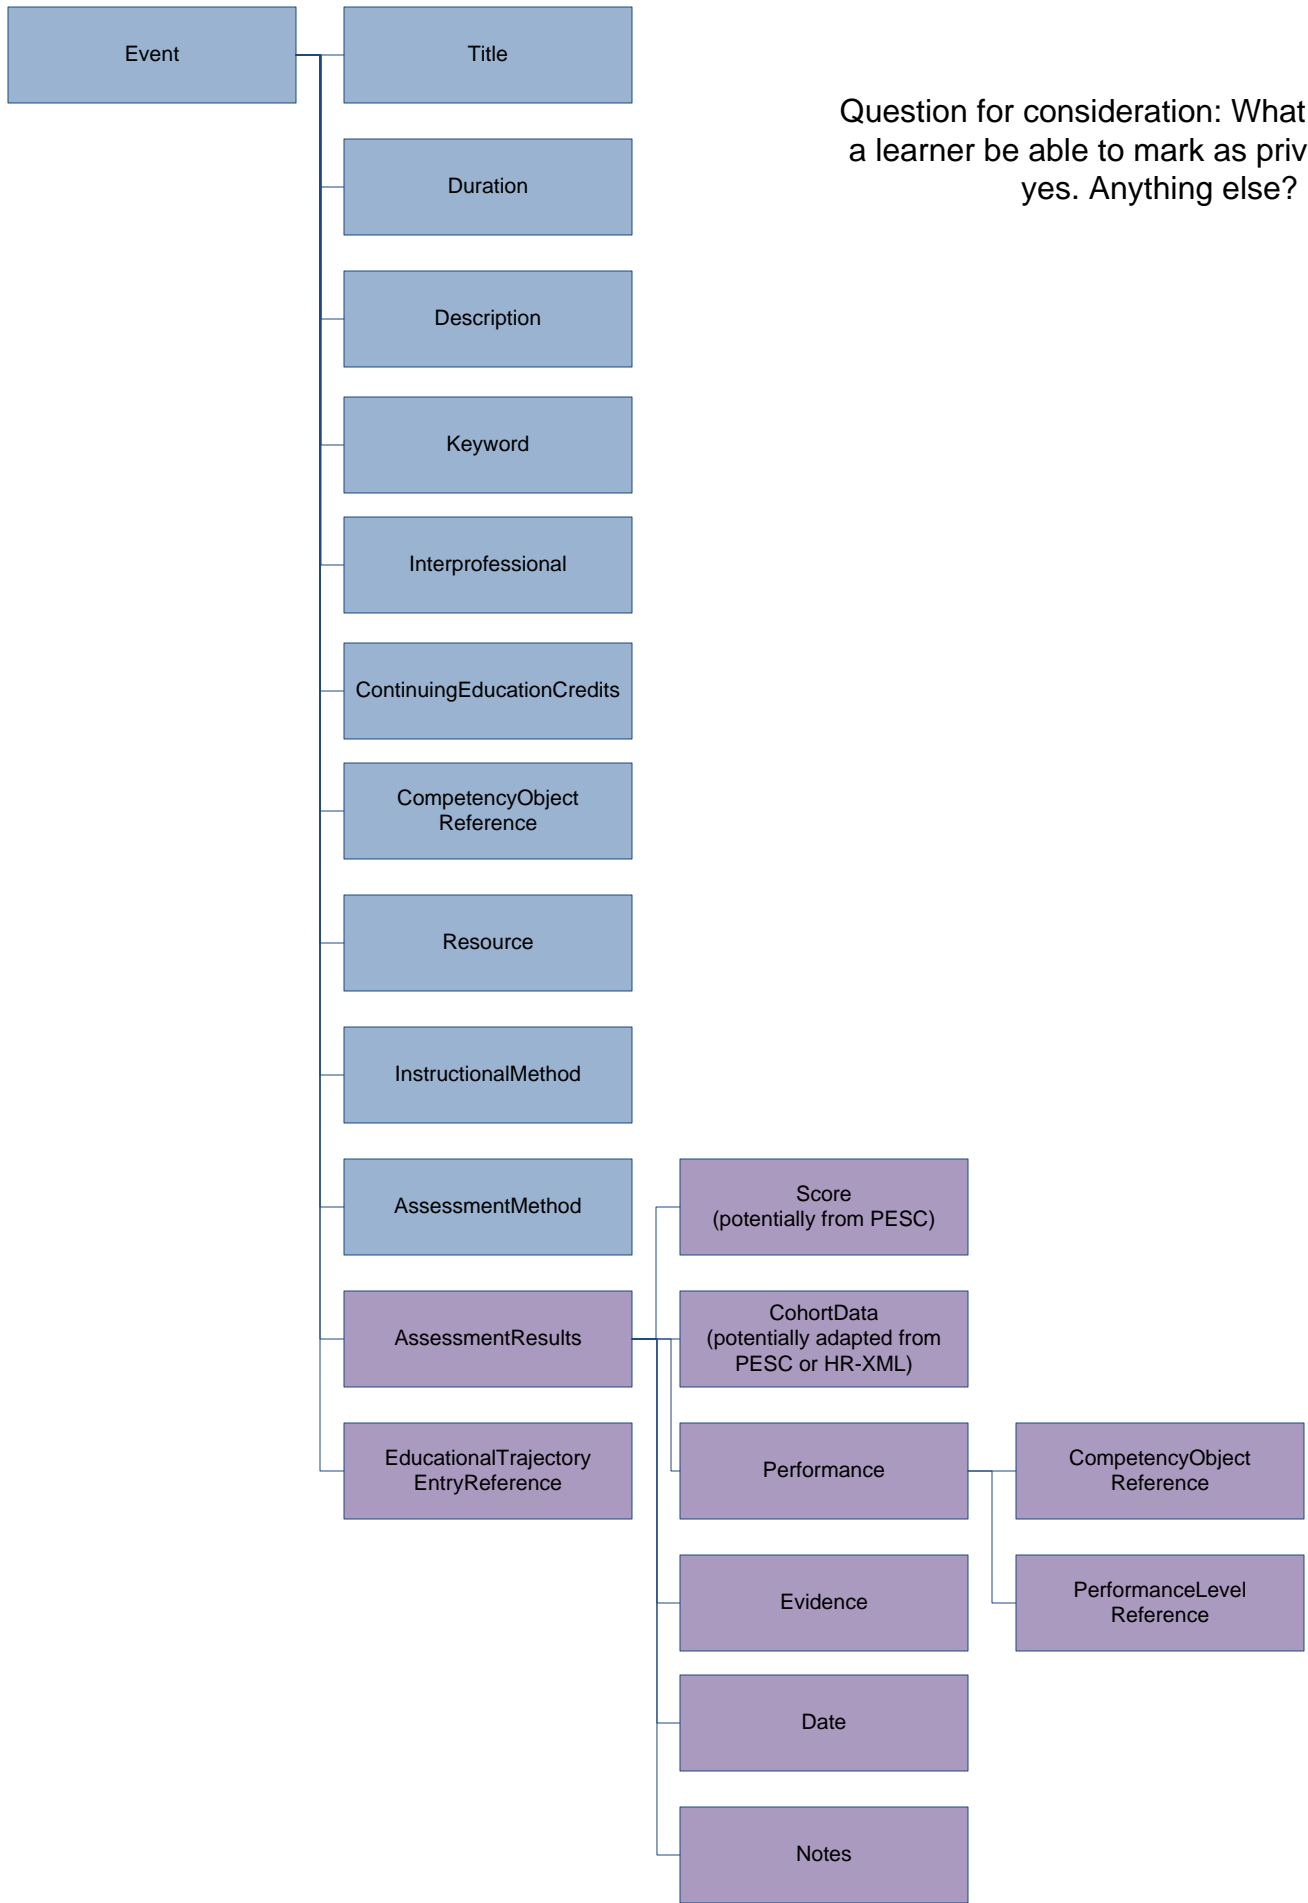 Event
Title
Question for consideration: What
a learner be able to mark as priv
yes. Anything else?
Duration
Description
Keyword
Interprofessional
ContinuingEducationCredits
CompetencyObject
Reference
Resource
InstructionalMethod
AssessmentMethod
Score
(potentially from PESC)
AssessmentResults
CohortData
(potentially adapted from
PESC or HR-XML)
EducationalTrajectory
EntryReference
Performance
CompetencyObject
Reference
Evidence
PerformanceLevel
Reference
Date
Notes